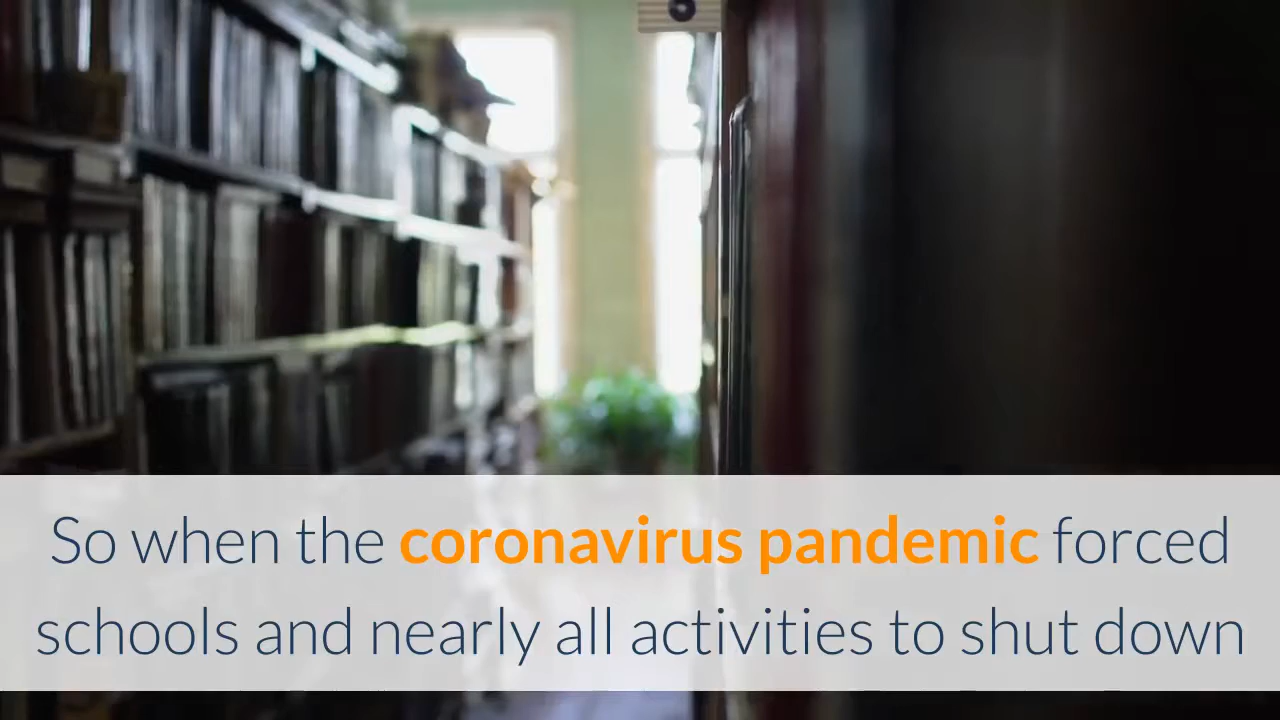 So when the coronavirus pandemic forced
schools and nearly all activities to shut down